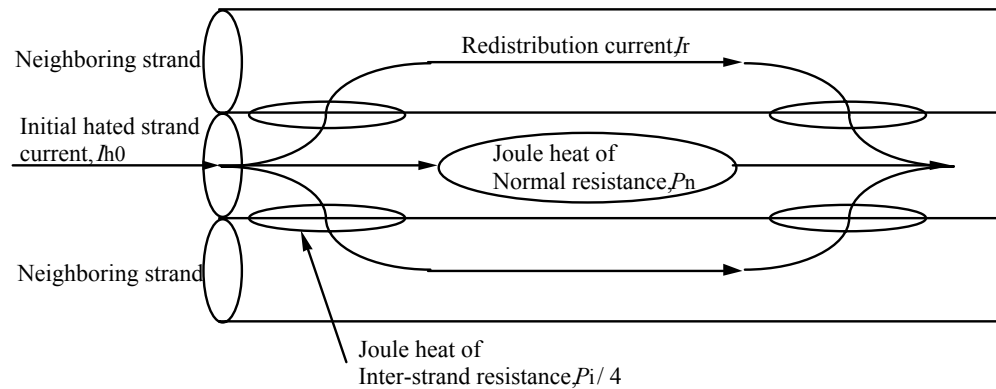 Redistribution current,Ir
Neighboring strand
Initial hated strand
current,Ih0
Joule heat of
Normal resistance,Pn
Neighboring strand
Joule heat of
Inter-strand resistance,Pi/ 4